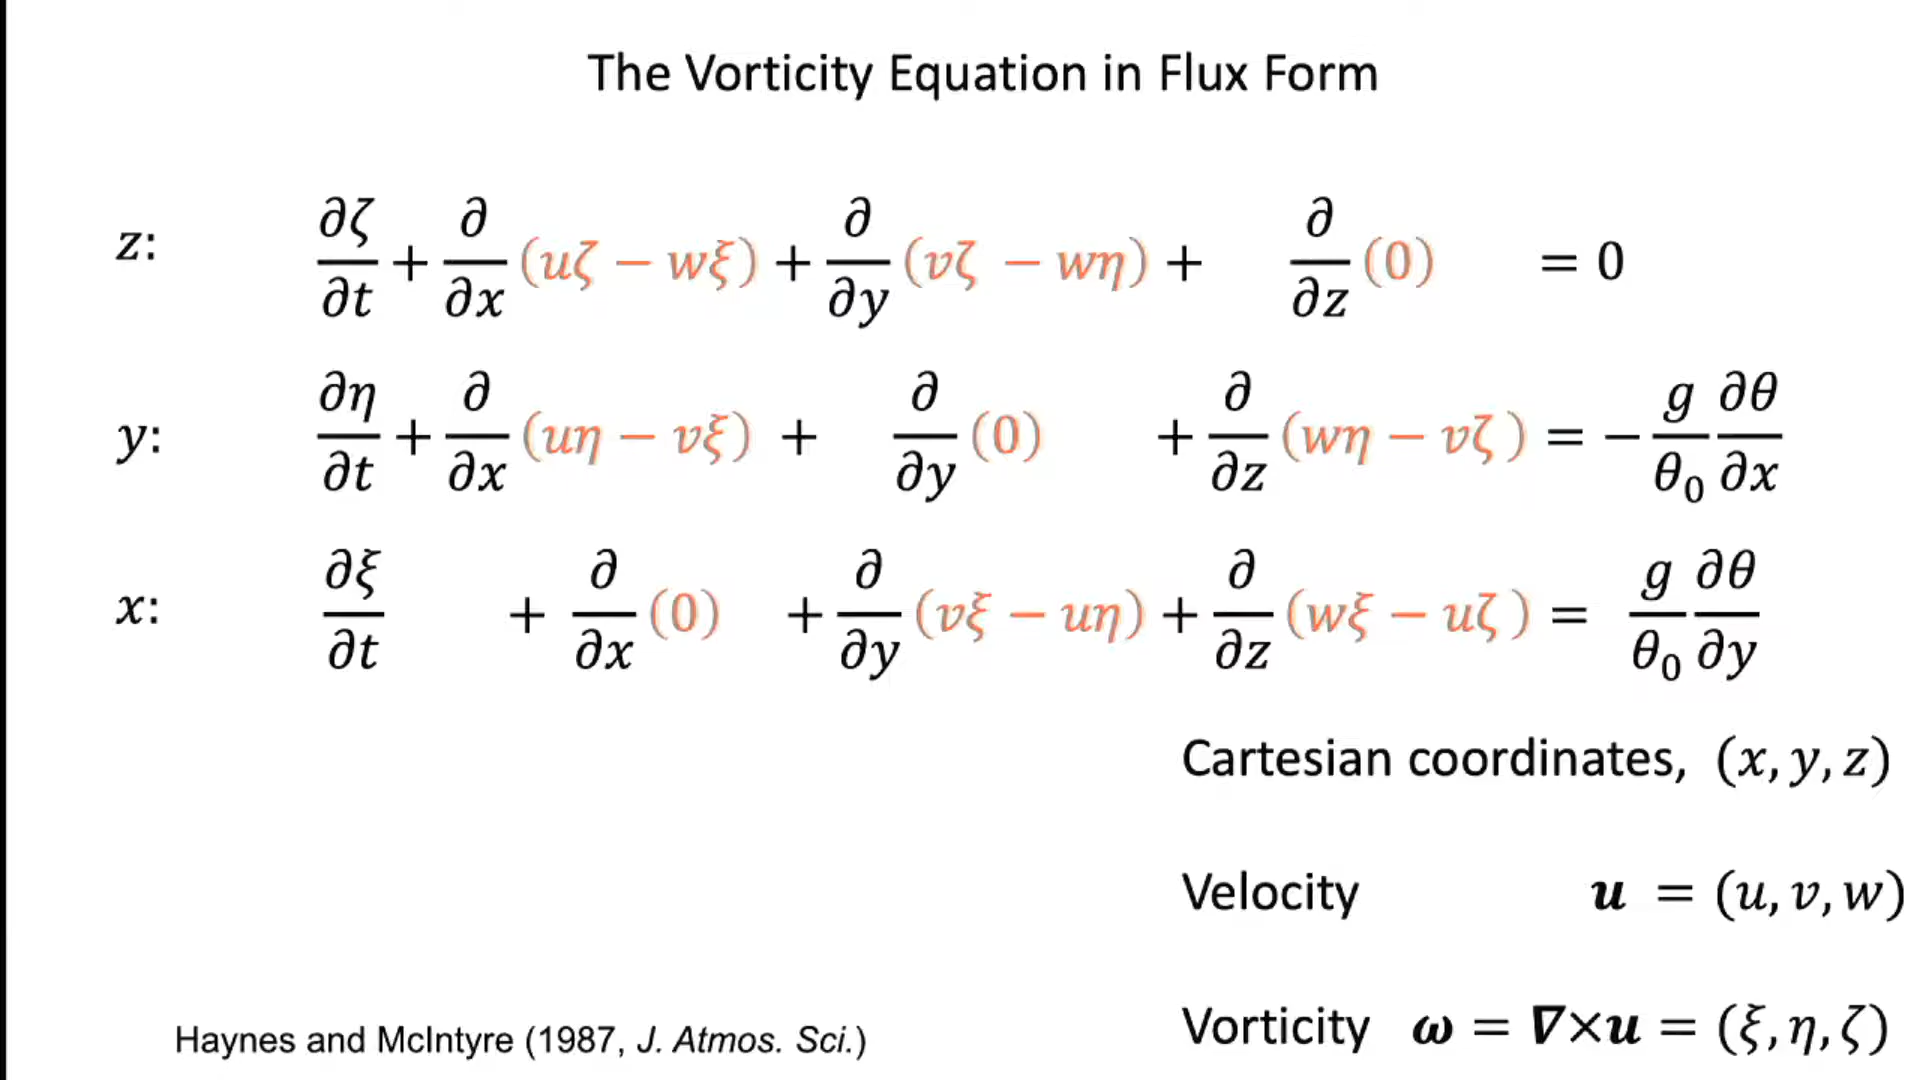 The Vorticity Equation in Flux Form
z: ∂ζ/∂t + ∂/∂x (uζ − wξ) + ∂/∂y (vζ − wη) + ∂/∂z (0) = 0
y: ∂η/∂t + ∂/∂x (uη − vξ) + ∂/∂y (0) + ∂/∂z (wη − vζ) = − g/θ₀ ∂θ/∂x
x: ∂ξ/∂t + ∂/∂x (0) + ∂/∂y (vξ − uη) + ∂/∂z (wξ − uζ) = g/θ₀ ∂θ/∂y
Cartesian coordinates, (x, y, z)
Velocity u = (u, v, w)
Vorticity ω = ∇×u = (ξ, η, ζ)
Haynes and McIntyre (1987, J. Atmos. Sci.)